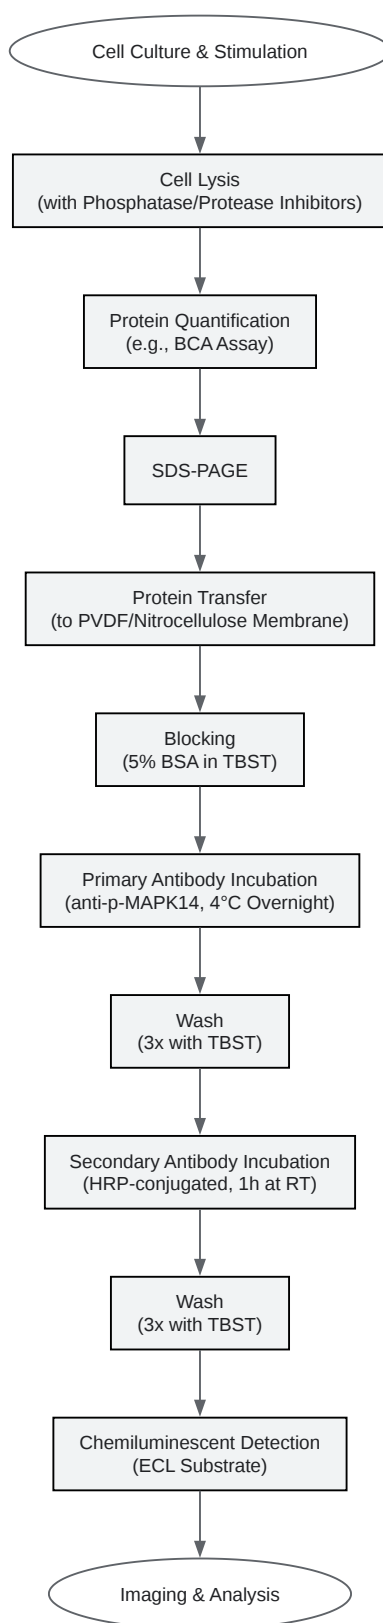 Cell Culture & Stimulation
Cell Lysis
(with Phosphatase/Protease Inhibitors)
Protein Quantification
(e.g., BCA Assay)
SDS-PAGE
Protein Transfer
(to PVDF/Nitrocellulose Membrane)
Blocking
(5% BSA in TBST)
Primary Antibody Incubation
(anti-p-MAPK14, 4°C Overnight)
Wash
(3x with TBST)
Secondary Antibody Incubation
(HRP-conjugated, 1h at RT)
Wash
(3x with TBST)
Chemiluminescent Detection
(ECL Substrate)
Imaging & Analysis